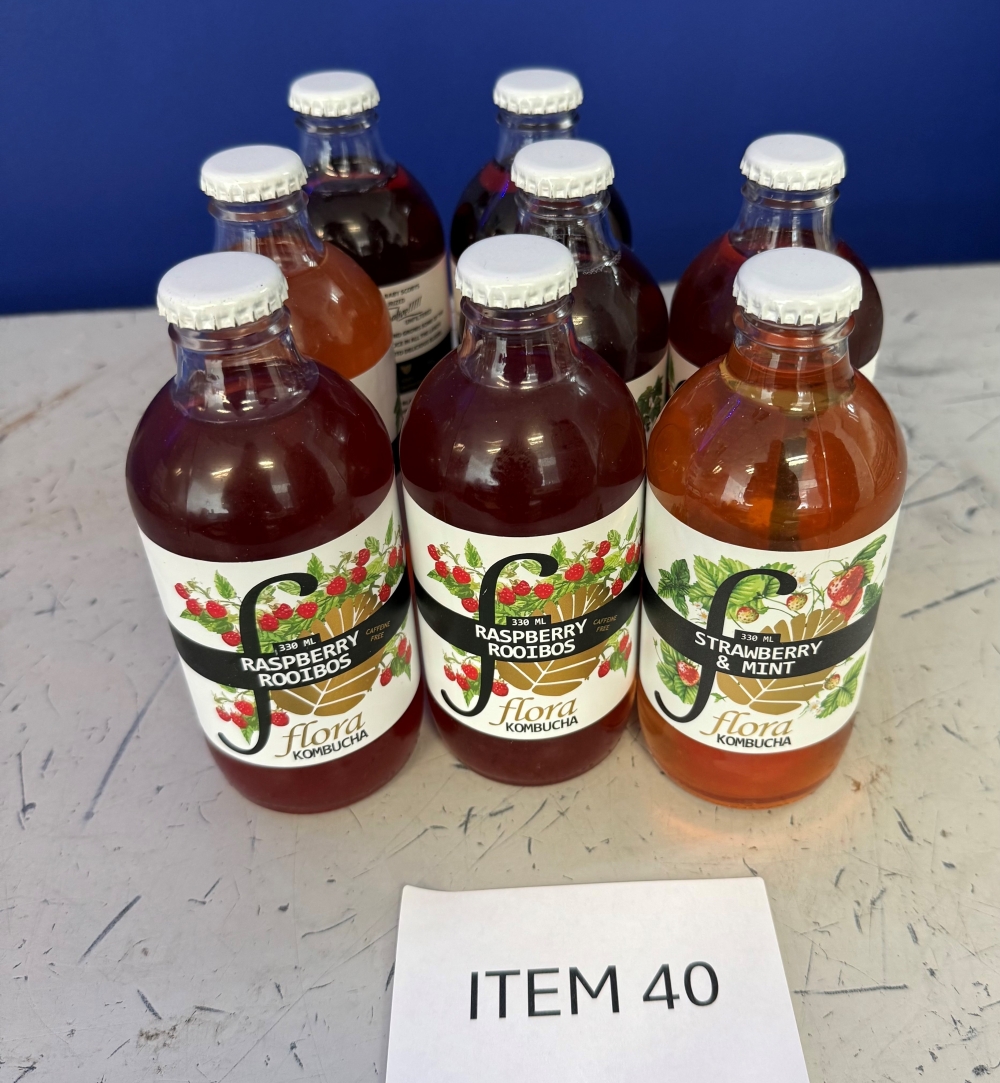 330 ML
RASPBERRY
ROOIBOS
CAFFEINE
FREE
f
flora
KOMBUCHA
330 ML
RASPBERRY
ROOIBOS
CAFFEINE
FREE
f
flora
KOMBUCHA
330 ML
STRAWBERRY
& MINT
f
flora
KOMBUCHA
ITEM 40